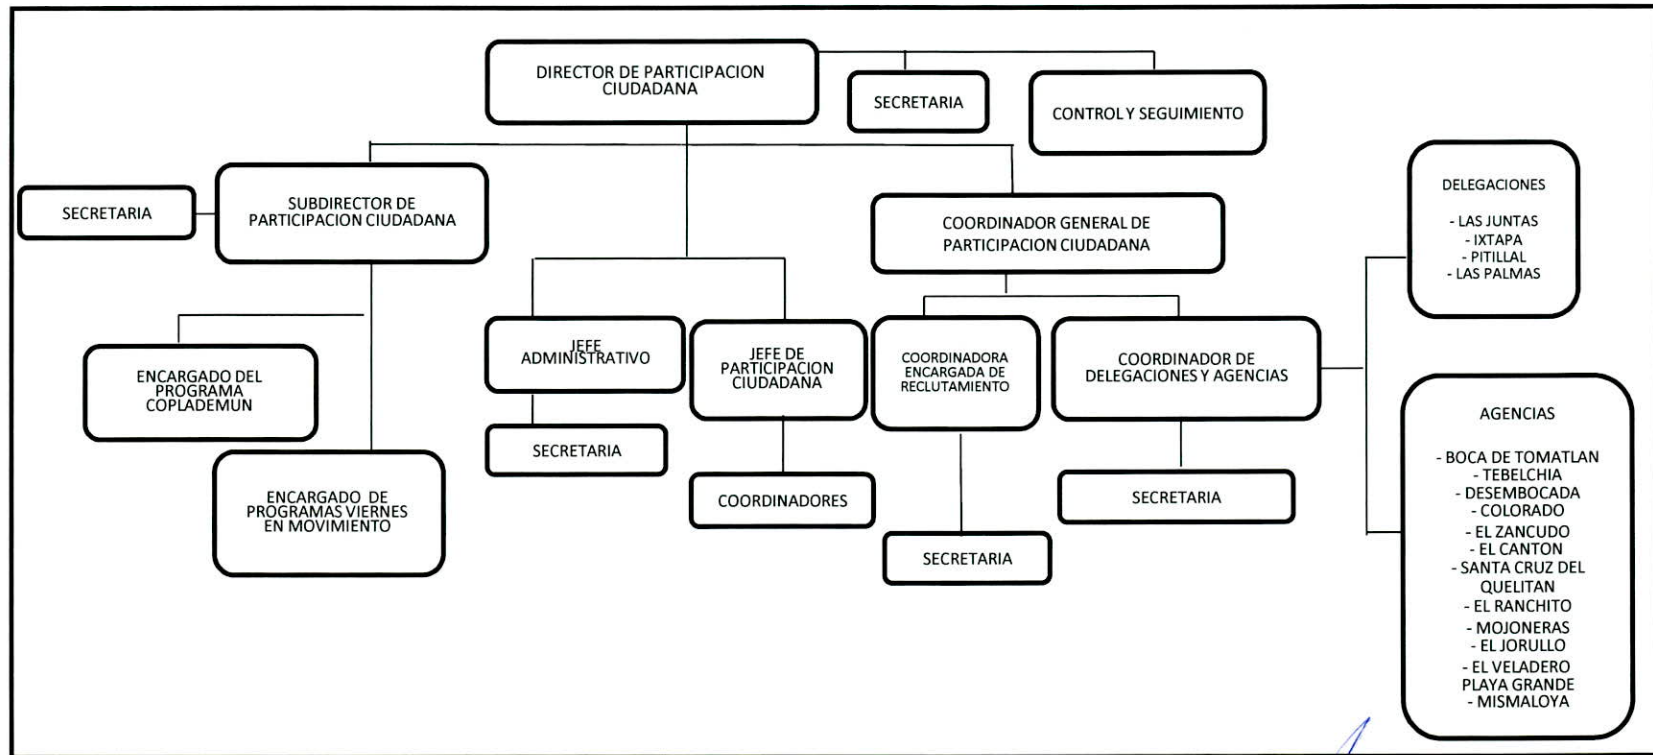 DIRECTOR DE PARTICIPACION
CIUDADANA
SECRETARIA
CONTROL Y SEGUIMIENTO
SECRETARIA
SUBDIRECTOR DE
PARTICIPACION CIUDADANA
COORDINADOR GENERAL DE
PARTICIPACION CIUDADANA
DELEGACIONES
- LAS JUNTAS
- IXTAPA
- PITILLAL
- LAS PALMAS
ENCARGADO DEL
PROGRAMA
COPLADEMUN
JEFE
ADMINISTRATIVO
JEFE DE
PARTICIPACION
CIUDADANA
COORDINADORA
ENCARGADA DE
RECLUTAMIENTO
COORDINADOR DE
DELEGACIONES Y AGENCIAS
ENCARGADO DE
PROGRAMAS VIERNES
EN MOVIMIENTO
SECRETARIA
COORDINADORES
SECRETARIA
SECRETARIA
AGENCIAS
- BOCA DE TOMATLAN
- TEBELCHIA
- DESEMBOCADA
- COLORADO
- EL ZANCUDO
- EL CANTON
- SANTA CRUZ DEL
QUELITAN
- EL RANCHITO
- MOJONERAS
- EL JORULLO
- EL VELADERO
PLAYA GRANDE
- MISMALOYA